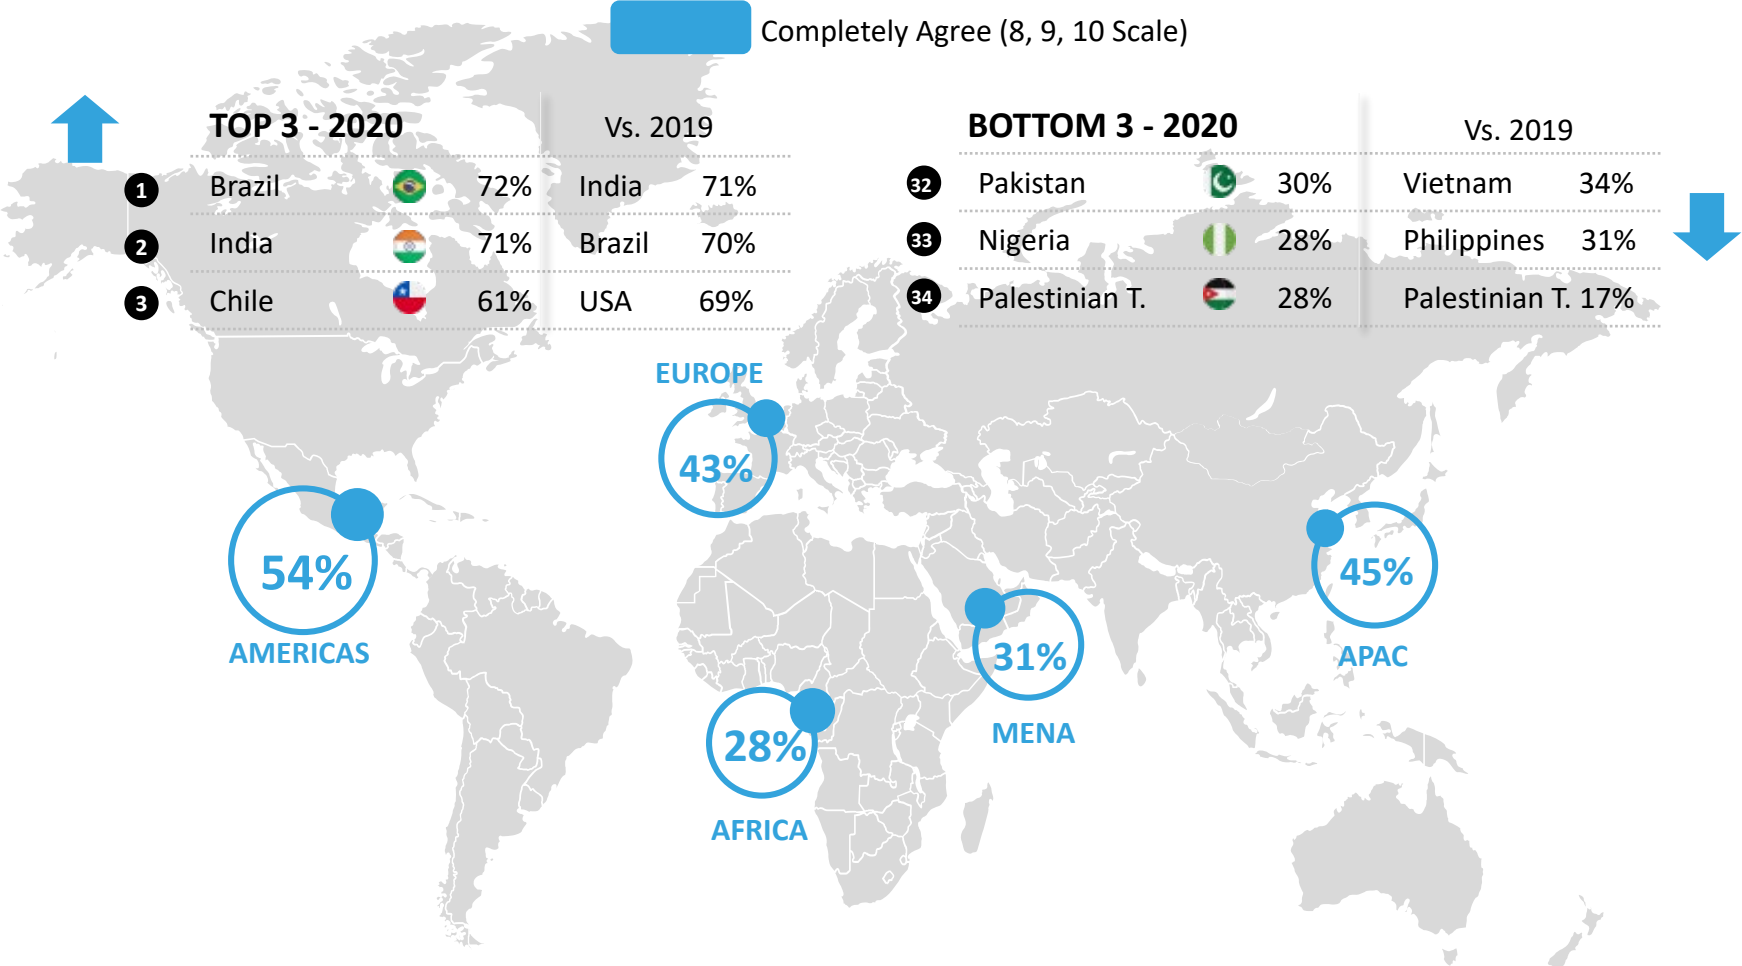 Completely Agree (8, 9, 10 Scale)
TOP 3 - 2020 Vs. 2019
1 Brazil 72% India 71%
2 India 71% Brazil 70%
3 Chile 61% USA 69%
BOTTOM 3 - 2020 Vs. 2019
32 Pakistan 30% Vietnam 34%
33 Nigeria 28% Philippines 31%
34 Palestinian T. 28% Palestinian T. 17%
EUROPE
43%
54%
AMERICAS
45%
APAC
31%
MENA
28%
AFRICA